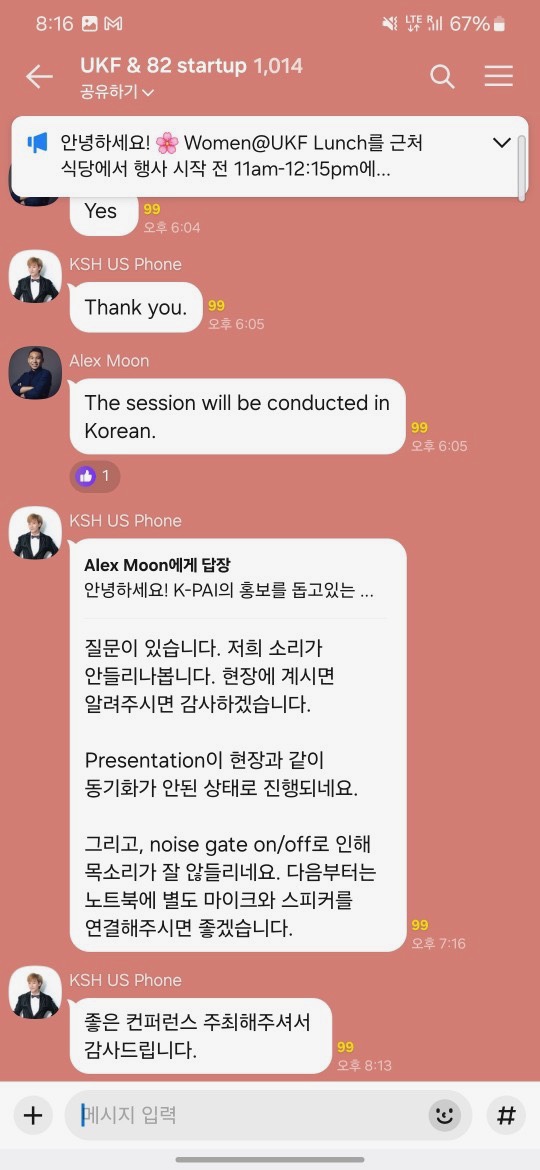 8:16
LTE R 67%
UKF & 82 startup 1,014
공유하기
안녕하세요! 🌸 Women@UKF Lunch를 근처
식당에서 행사 시작 전 11am-12:15pm에...
Yes
99
오후 6:04
KSH US Phone
Thank you.
99
오후 6:05
Alex Moon
The session will be conducted in
Korean.
99
오후 6:05
1
KSH US Phone
Alex Moon에게 답장
안녕하세요! K-PAI의 홍보를 돕고있는 ...
질문이 있습니다. 저희 소리가
안들리나봅니다. 현장에 계시면
알려주시면 감사하겠습니다.
Presentation이 현장과 같이
동기화가 안된 상태로 진행되네요.
그리고, noise gate on/off로 인해
목소리가 잘 않들리네요. 다음부터는
노트북에 별도 마이크와 스피커를
연결해주시면 좋겠습니다.
99
오후 7:16
KSH US Phone
좋은 컨퍼런스 주최해주셔서
감사드립니다.
99
오후 8:13
메시지 입력
#